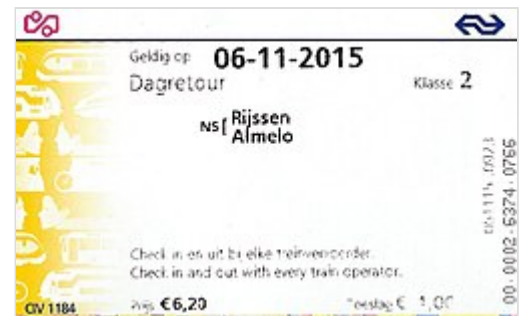 Geldig op 06-11-2015
Dagretour Klasse 2
NS [ Rijssen
Almelo
Check in en uit bij elke treinvervoerder.
Check in and out with every train operator.
CIV 1184 Prijs €6,20 Toeslag € 1,00
00-0002-6374-0766